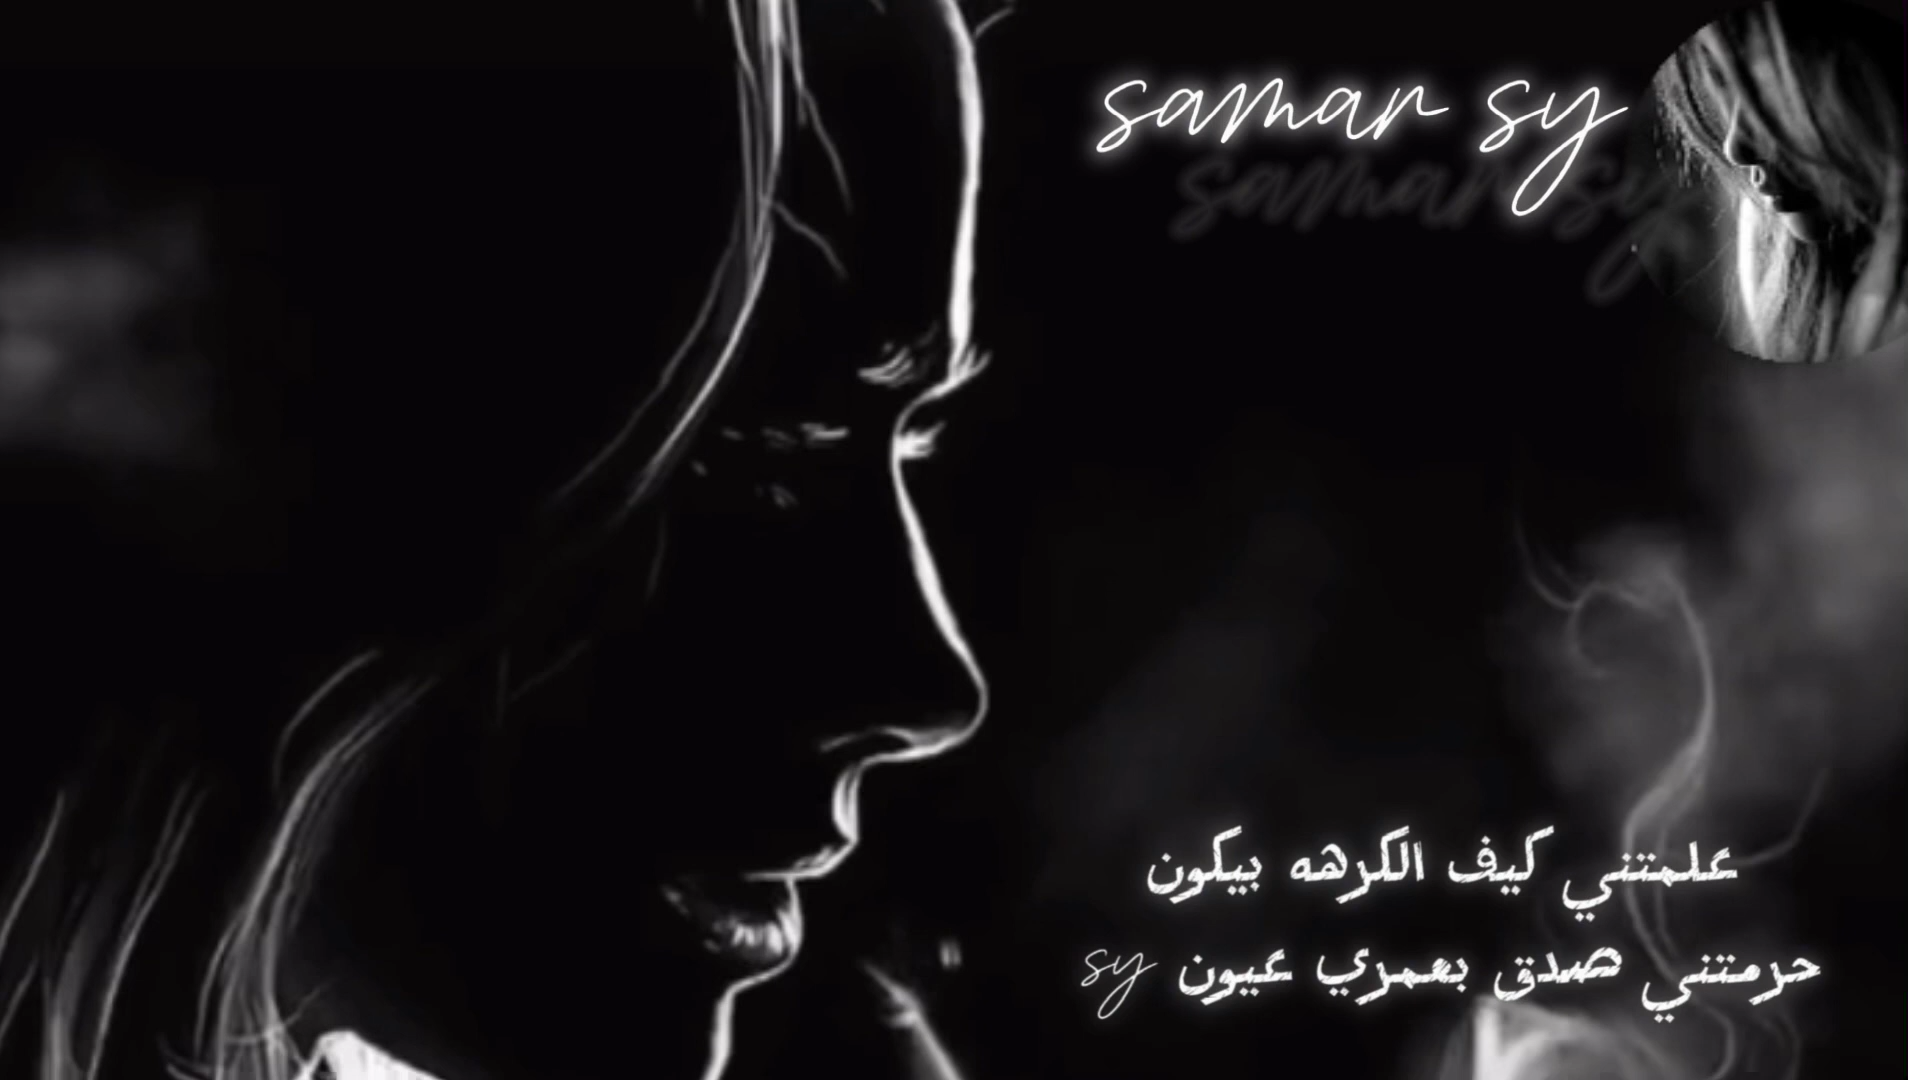 samar sy
samar sy
علمتني كيف الكرهه بيكون
حرمتني صدق بعمري عيون sy